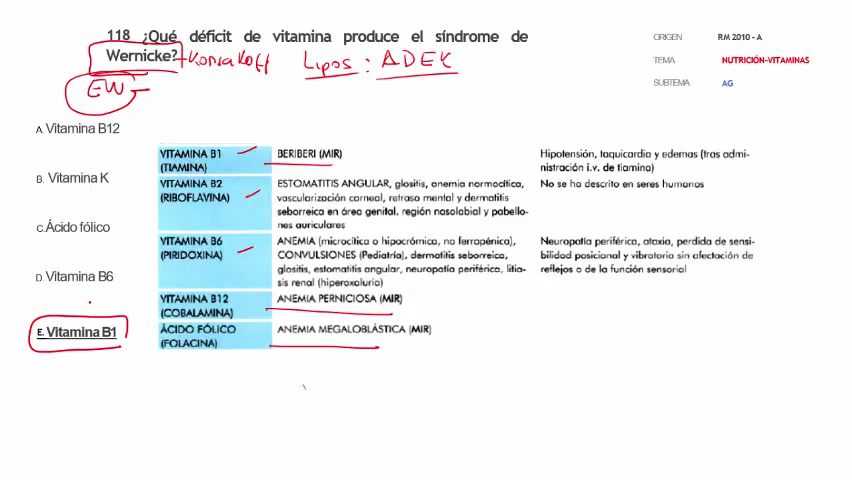 118 ¿Qué déficit de vitamina produce el síndrome de
Wernicke? + Korsakoff Lipos : ADEK
EW
ORIGEN RM 2010 - A
TEMA NUTRICIÓN-VITAMINAS
SUBTEMA AG
A. Vitamina B12
B. Vitamina K
C. Ácido fólico
D. Vitamina B6
E. Vitamina B1
VITAMINA B1
(TIAMINA)
BERIBERI (MIR)
Hipotensión, taquicardia y edemas (tras admi-
nistración i.v. de tiamina)
VITAMINA B2
(RIBOFLAVINA)
ESTOMATITIS ANGULAR, glositis, anemia normocítica,
vascularización corneal, retraso mental y dermatitis
seborreica en área genital, región nasolabial y pabello-
nes auriculares
No se ha descrito en seres humanos
VITAMINA B6
(PIRIDOXINA)
ANEMIA (microcítica o hipocrómica, no ferropénica),
CONVULSIONES (Pediatría), dermatitis seborreica,
glositis, estomatitis angular, neuropatía periférica, litia-
sis renal (hiperoxaluria)
Neuropatía periférica, ataxia, perdida de sensi-
bilidad posicional y vibratoria sin afectación de
reflejos o de la función sensorial
VITAMINA B12
(COBALAMINA)
ANEMIA PERNICIOSA (MIR)
ÁCIDO FÓLICO
(FOLACINA)
ANEMIA MEGALOBLÁSTICA (MIR)